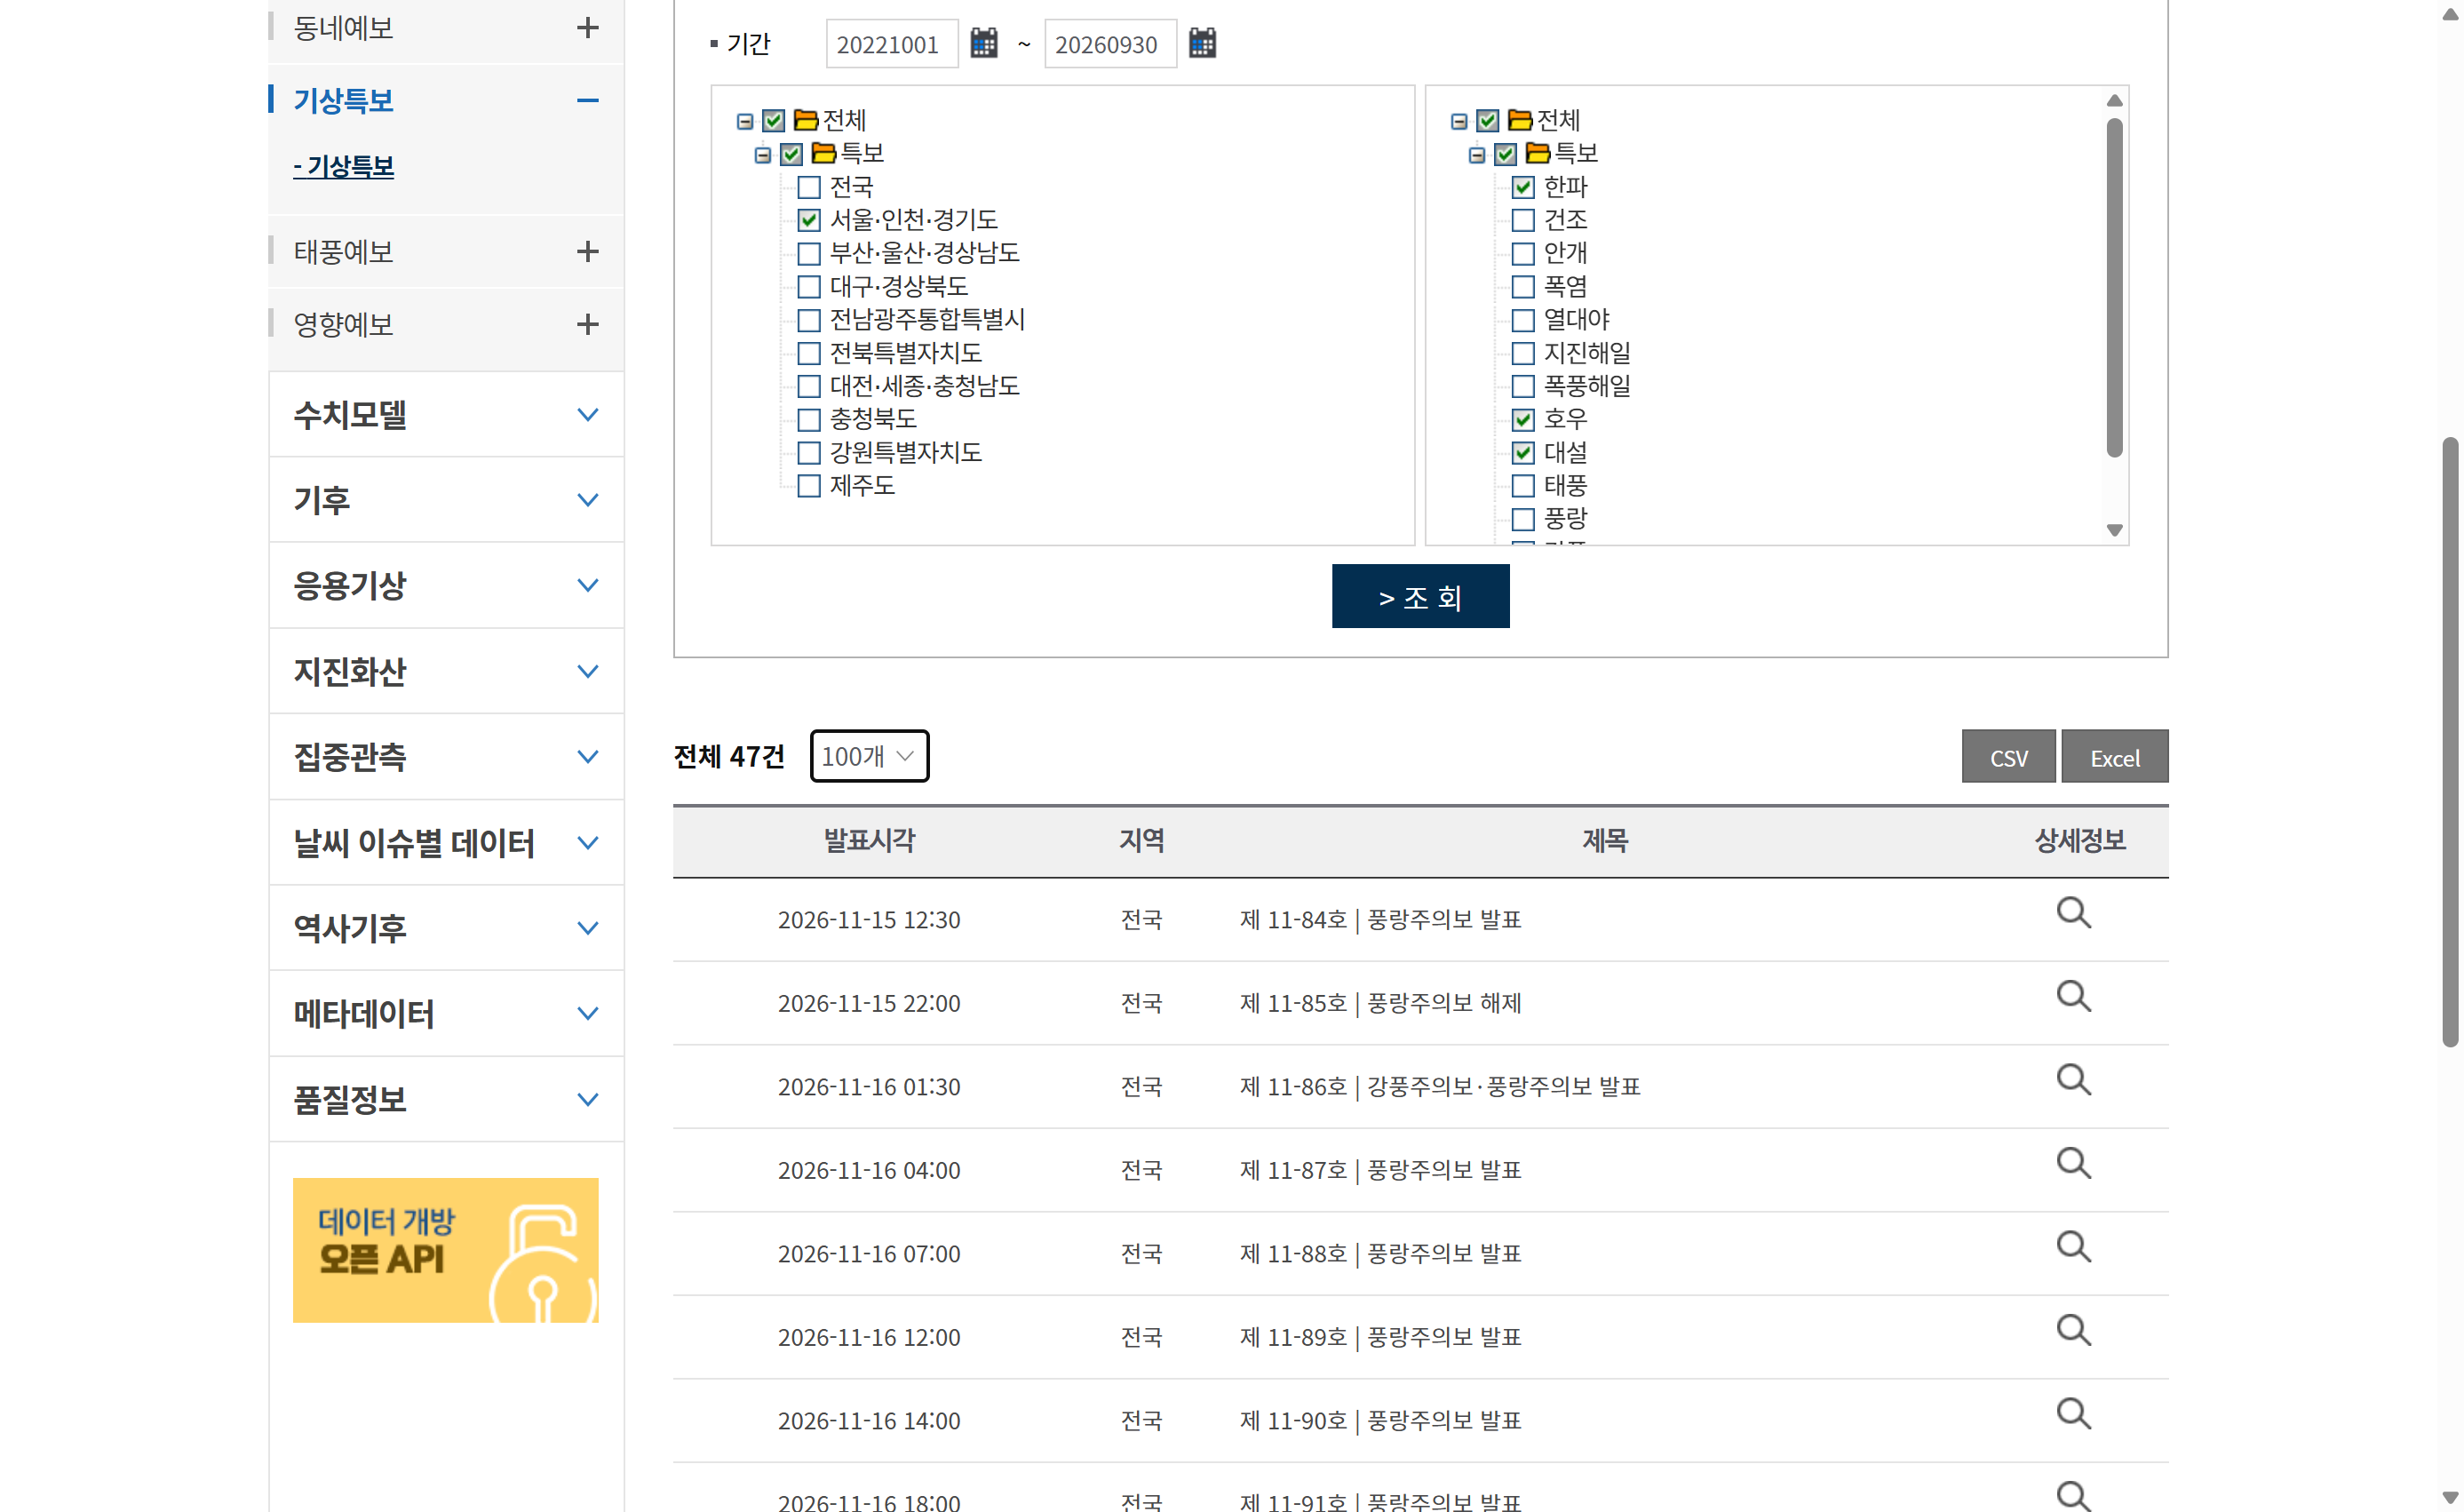 동네예보
기상특보
- 기상특보
태풍예보
영향예보
수치모델
기후
응용기상
지진화산
집중관측
날씨 이슈별 데이터
역사기후
메타데이터
품질정보
데이터 개방
오픈 API
기간 20221001 ~ 20260930
전체
특보
전국
서울·인천·경기도
부산·울산·경상남도
대구·경상북도
전남광주통합특별시
전북특별자치도
대전·세종·충청남도
충청북도
강원특별자치도
제주도
전체
특보
한파
건조
안개
폭염
열대야
지진해일
폭풍해일
호우
대설
태풍
풍랑
> 조 회
전체 47건 100개 CSV Excel
발표시각 지역 제목 상세정보
2026-11-15 12:30 전국 제 11-84호 | 풍랑주의보 발표
2026-11-15 22:00 전국 제 11-85호 | 풍랑주의보 해제
2026-11-16 01:30 전국 제 11-86호 | 강풍주의보·풍랑주의보 발표
2026-11-16 04:00 전국 제 11-87호 | 풍랑주의보 발표
2026-11-16 07:00 전국 제 11-88호 | 풍랑주의보 발표
2026-11-16 12:00 전국 제 11-89호 | 풍랑주의보 발표
2026-11-16 14:00 전국 제 11-90호 | 풍랑주의보 발표
2026-11-16 18:00 전국 제 11-91호 | 풍랑주의보 발표